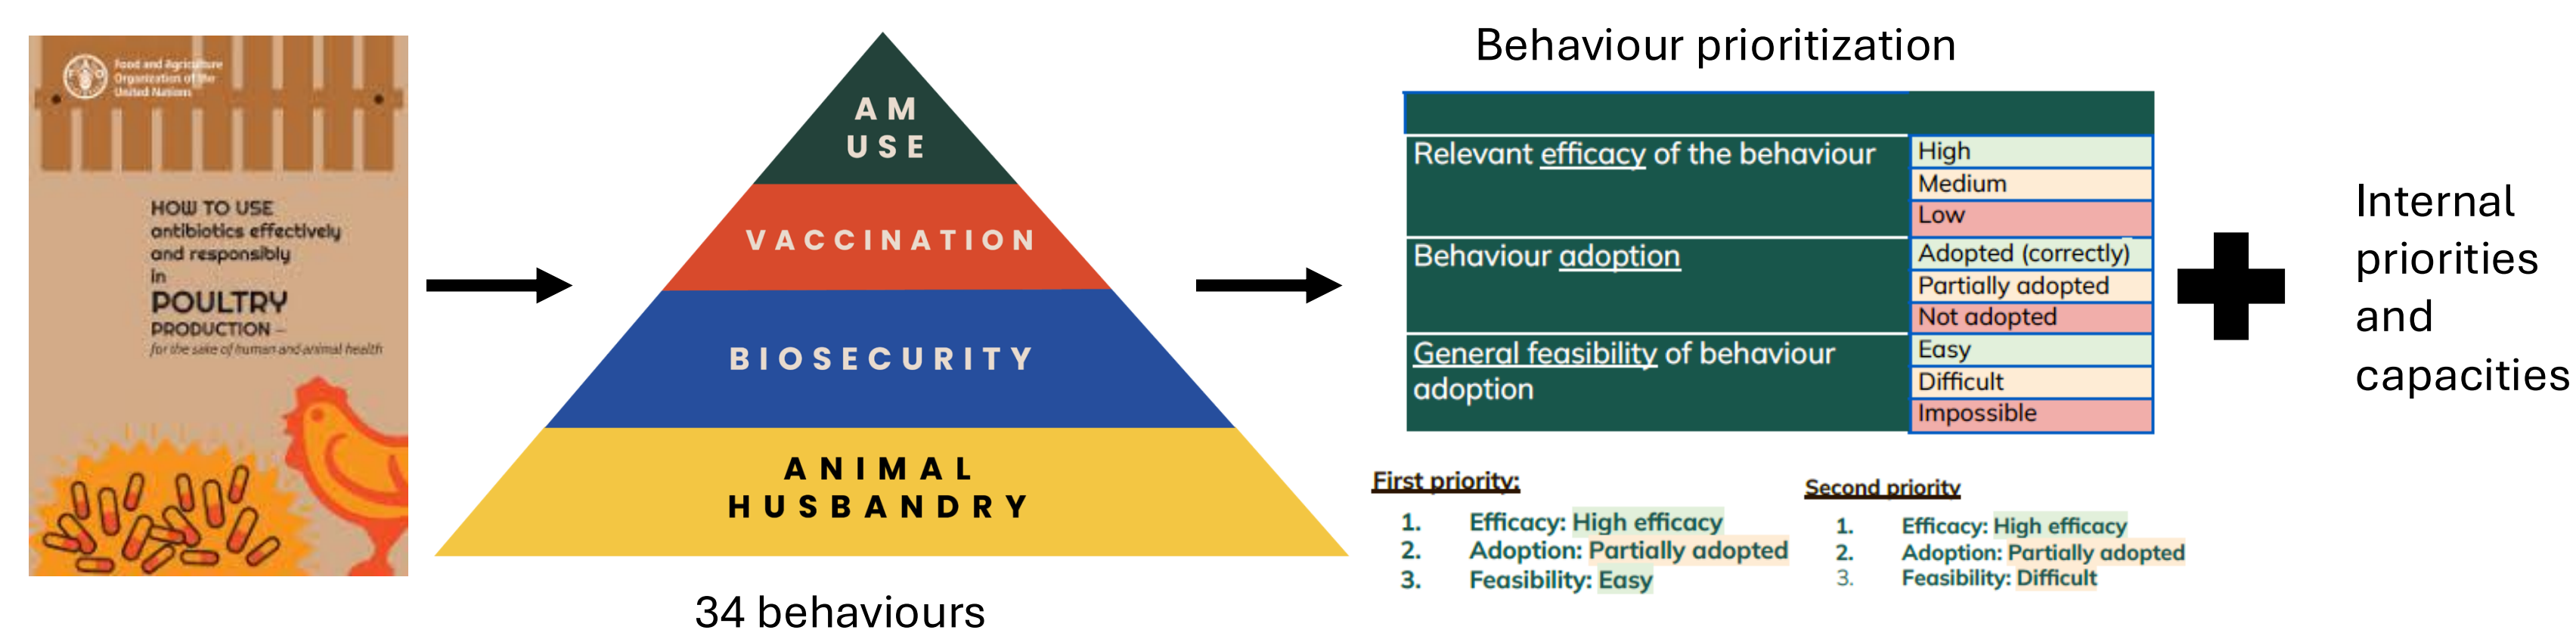 Food and Agriculture
Organization of the
United Nations
HOW TO USE
antibiotics effectively
and responsibly
in
POULTRY
PRODUCTION –
for the sake of human and animal health
AM
USE
VACCINATION
BIOSECURITY
ANIMAL
HUSBANDRY
34 behaviours
Behaviour prioritization
Relevant efficacy of the behaviour
High
Medium
Low
Behaviour adoption
Adopted (correctly)
Partially adopted
Not adopted
General feasibility of behaviour
adoption
Easy
Difficult
Impossible
First priority:
1. Efficacy: High efficacy
2. Adoption: Partially adopted
3. Feasibility: Easy
Second priority
1. Efficacy: High efficacy
2. Adoption: Partially adopted
3. Feasibility: Difficult
Internal
priorities
and
capacities